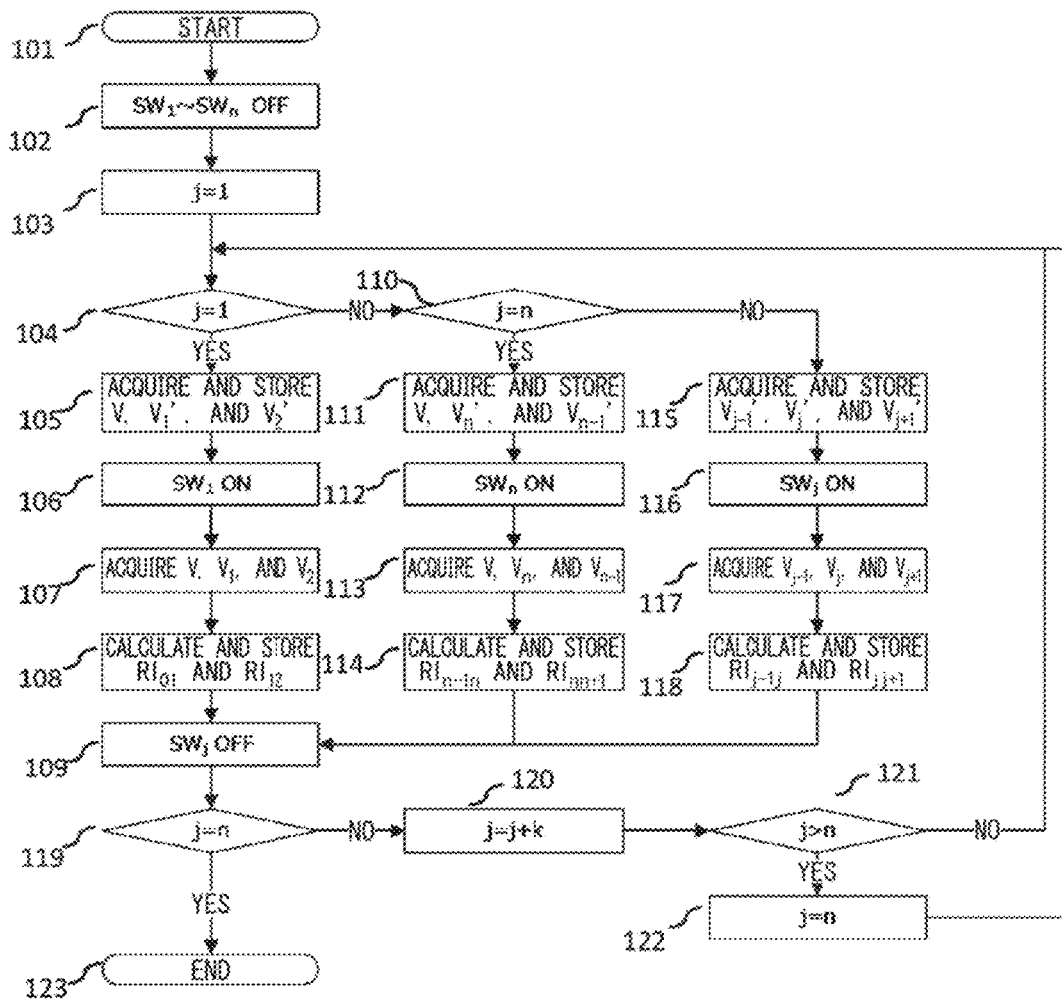 START
101
SW₁~SWₙ OFF
102
j=1
103
110
j=1
NO
j=n
NO
104
YES
YES
ACQUIRE AND STORE
V, V₁', AND V₂'
105
ACQUIRE AND STORE
V, Vₙ', AND Vₙ₋₁'
111
ACQUIRE AND STORE
Vⱼ₋₁', Vⱼ', AND Vⱼ₊₁'
115
SW₁ ON
106
SWₙ ON
112
SWⱼ ON
116
ACQUIRE V, V₁, AND V₂
107
ACQUIRE V, Vₙ, AND Vₙ₋₁
113
ACQUIRE Vⱼ₋₁, Vⱼ, AND Vⱼ₊₁
117
CALCULATE AND STORE
RI₀₁ AND RI₁₂
108
CALCULATE AND STORE
RIₙ₋₁ₙ AND RIₙₙ₊₁
114
CALCULATE AND STORE
RIⱼ₋₁ⱼ AND RIⱼⱼ₊₁
118
SWⱼ OFF
109
120
121
j=n
NO
j=j+k
j>n
NO
119
YES
YES
j=n
122
END
123